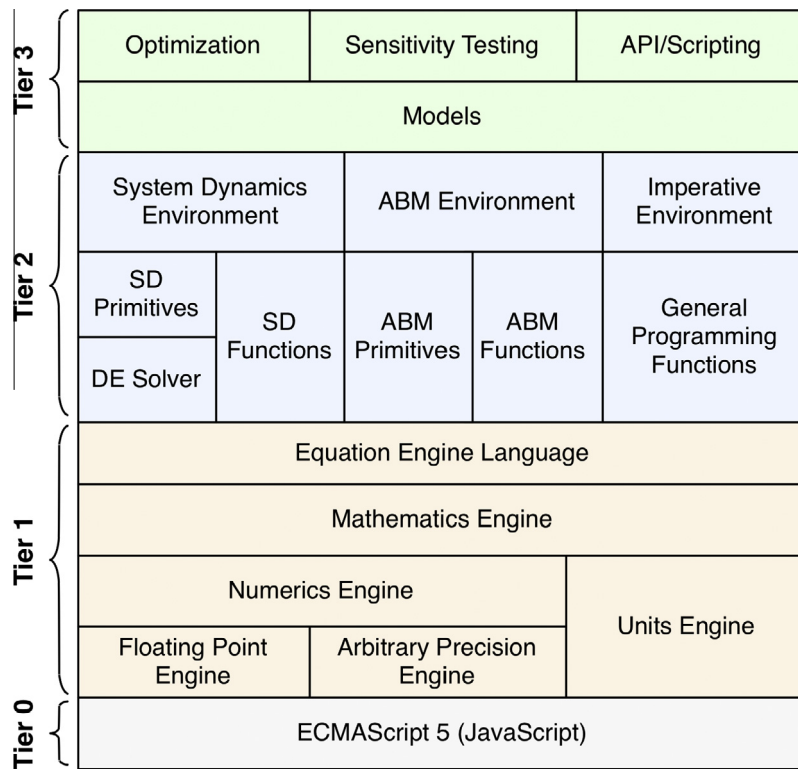 Tier 3
Optimization
Sensitivity Testing
API/Scripting
Models
Tier 2
System Dynamics
Environment
ABM Environment
Imperative
Environment
SD
Primitives
DE Solver
SD
Functions
ABM
Primitives
ABM
Functions
General
Programming
Functions
Tier 1
Equation Engine Language
Mathematics Engine
Numerics Engine
Floating Point
Engine
Arbitrary Precision
Engine
Units Engine
Tier 0
ECMAScript 5 (JavaScript)